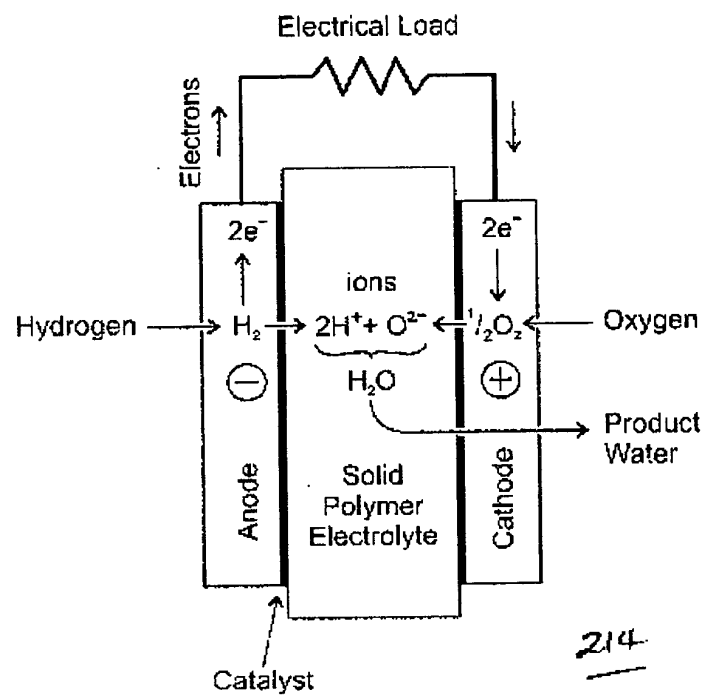 Electrical Load
Electrons
2e⁻
2e⁻
ions
Hydrogen
H₂
2H⁺ + O²⁻
¹/₂O₂
Oxygen
H₂O
−
+
Product
Water
Anode
Solid
Polymer
Electrolyte
Cathode
Catalyst
214